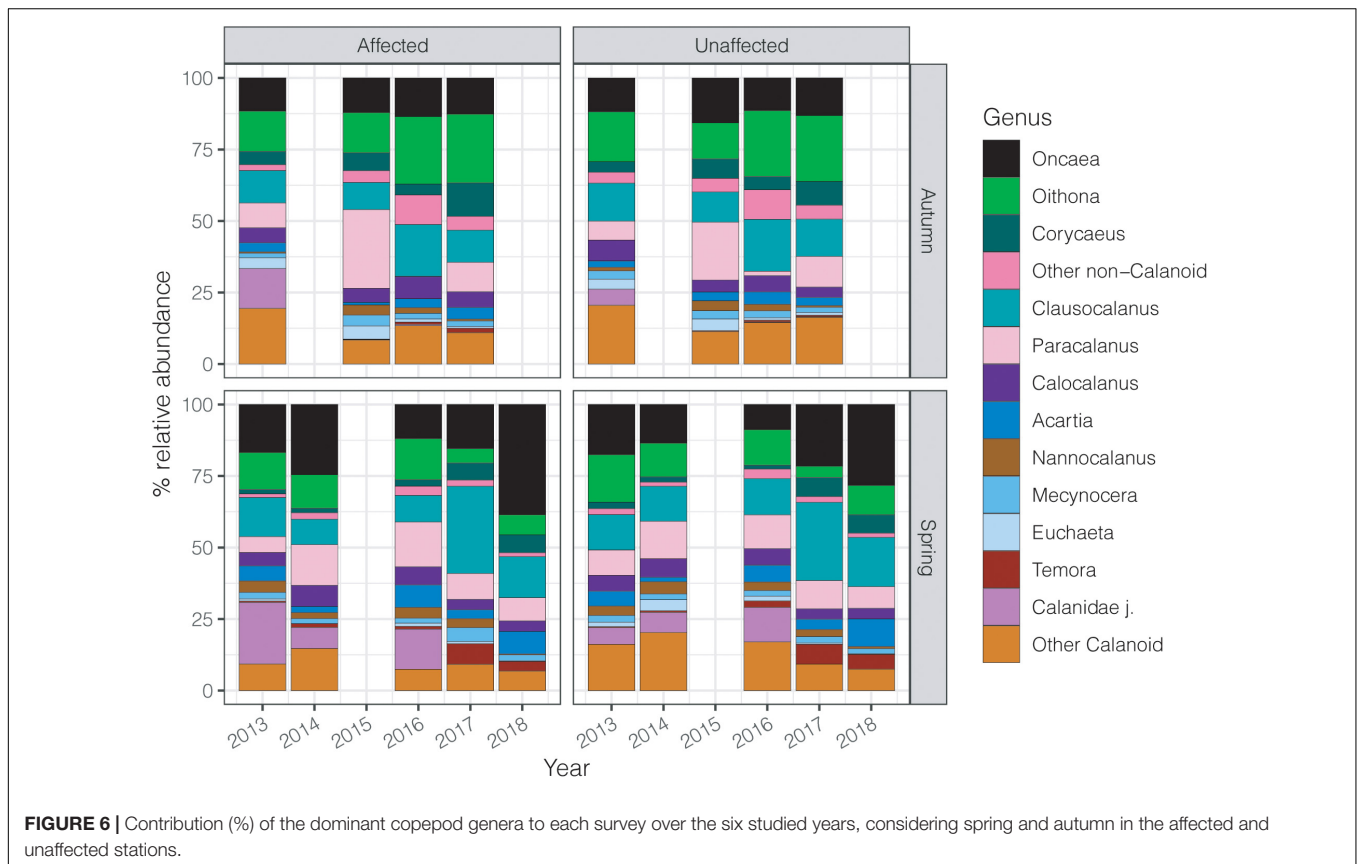 Affected
Unaffected
100
75
50
25
0
Autumn
100
75
50
25
0
Spring
% relative abundance
2013
2014
2015
2016
2017
2018
2013
2014
2015
2016
2017
2018
Year
Genus
Oncaea
Oithona
Corycaeus
Other non−Calanoid
Clausocalanus
Paracalanus
Calocalanus
Acartia
Nannocalanus
Mecynocera
Euchaeta
Temora
Calanidae j.
Other Calanoid
FIGURE 6 | Contribution (%) of the dominant copepod genera to each survey over the six studied years, considering spring and autumn in the affected and
unaffected stations.